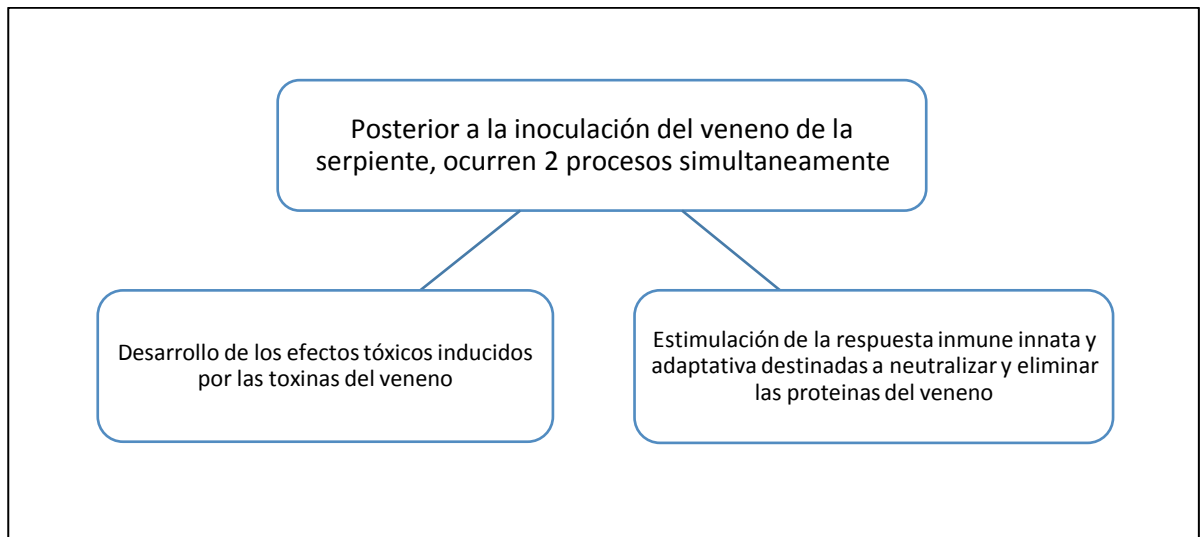 Posterior a la inoculación del veneno de la
serpiente, ocurren 2 procesos simultaneamente
Desarrollo de los efectos tóxicos inducidos
por las toxinas del veneno
Estimulación de la respuesta inmune innata y
adaptativa destinadas a neutralizar y eliminar
las proteinas del veneno